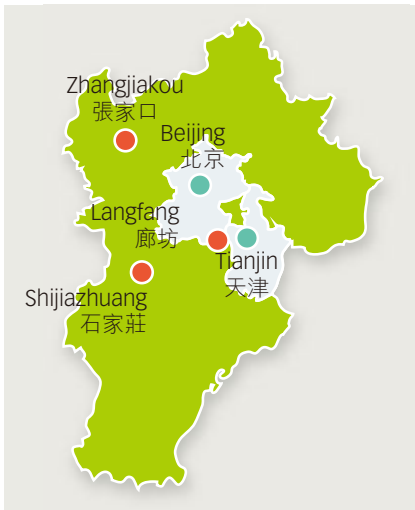 Zhangjiakou
張家口
Beijing
北京
Langfang
廊坊
Tianjin
天津
Shijiazhuang
石家莊